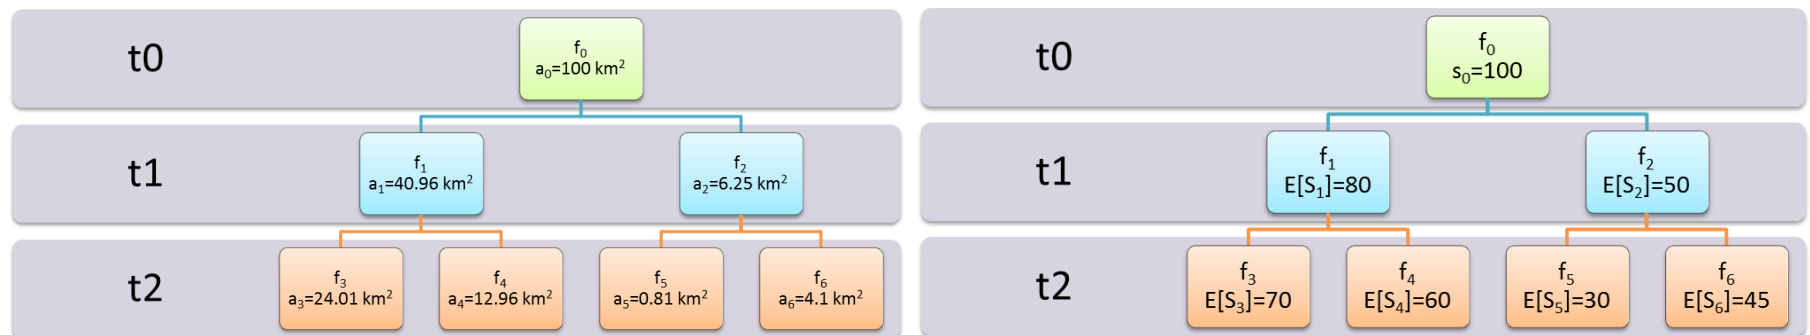 t0
f₀
a₀=100 km²
t1
f₁
a₁=40.96 km²
f₂
a₂=6.25 km²
t2
f₃
a₃=24.01 km²
f₄
a₄=12.96 km²
f₅
a₅=0.81 km²
f₆
a₆=4.1 km²
t0
f₀
s₀=100
t1
f₁
E[S₁]=80
f₂
E[S₂]=50
t2
f₃
E[S₃]=70
f₄
E[S₄]=60
f₅
E[S₅]=30
f₆
E[S₆]=45